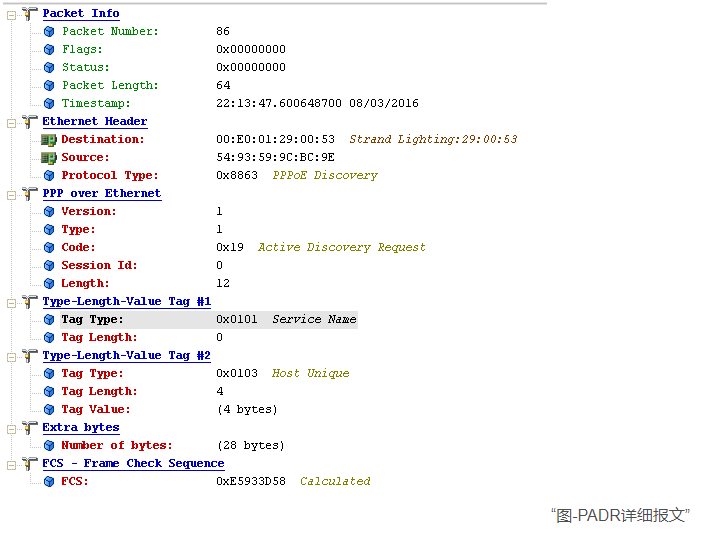 Packet Info
Packet Number: 86
Flags: 0x00000000
Status: 0x00000000
Packet Length: 64
Timestamp: 22:13:47.600648700 08/03/2016
Ethernet Header
Destination: 00:E0:01:29:00:53 Strand Lighting:29:00:53
Source: 54:93:59:9C:BC:9E
Protocol Type: 0x8863 PPPoE Discovery
PPP over Ethernet
Version: 1
Type: 1
Code: 0x19 Active Discovery Request
Session Id: 0
Length: 12
Type-Length-Value Tag #1
Tag Type: 0x0101 Service Name
Tag Length: 0
Type-Length-Value Tag #2
Tag Type: 0x0103 Host Unique
Tag Length: 4
Tag Value: (4 bytes)
Extra bytes
Number of bytes: (28 bytes)
FCS - Frame Check Sequence
FCS: 0xE5933D58 Calculated
“图-PADR详细报文”